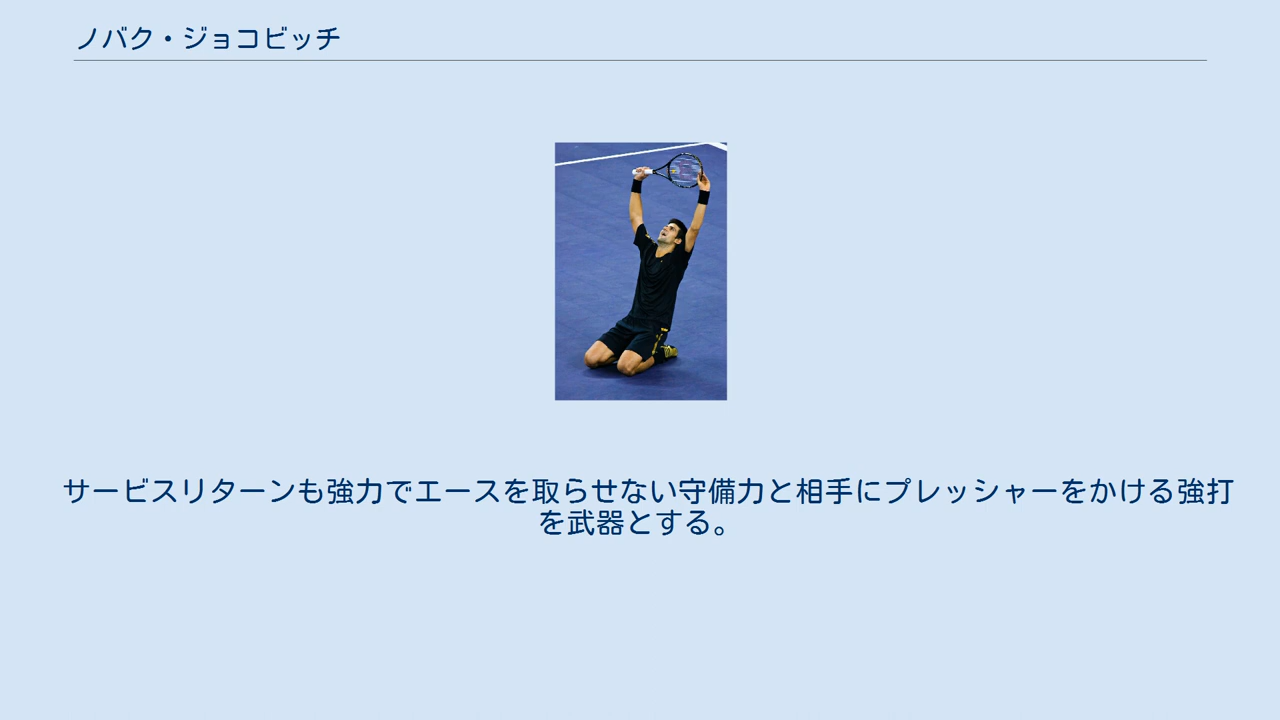 ノバク・ジョコビッチ
サービスリターンも強力でエースを取らせない守備力と相手にプレッシャーをかける強打
を武器とする。